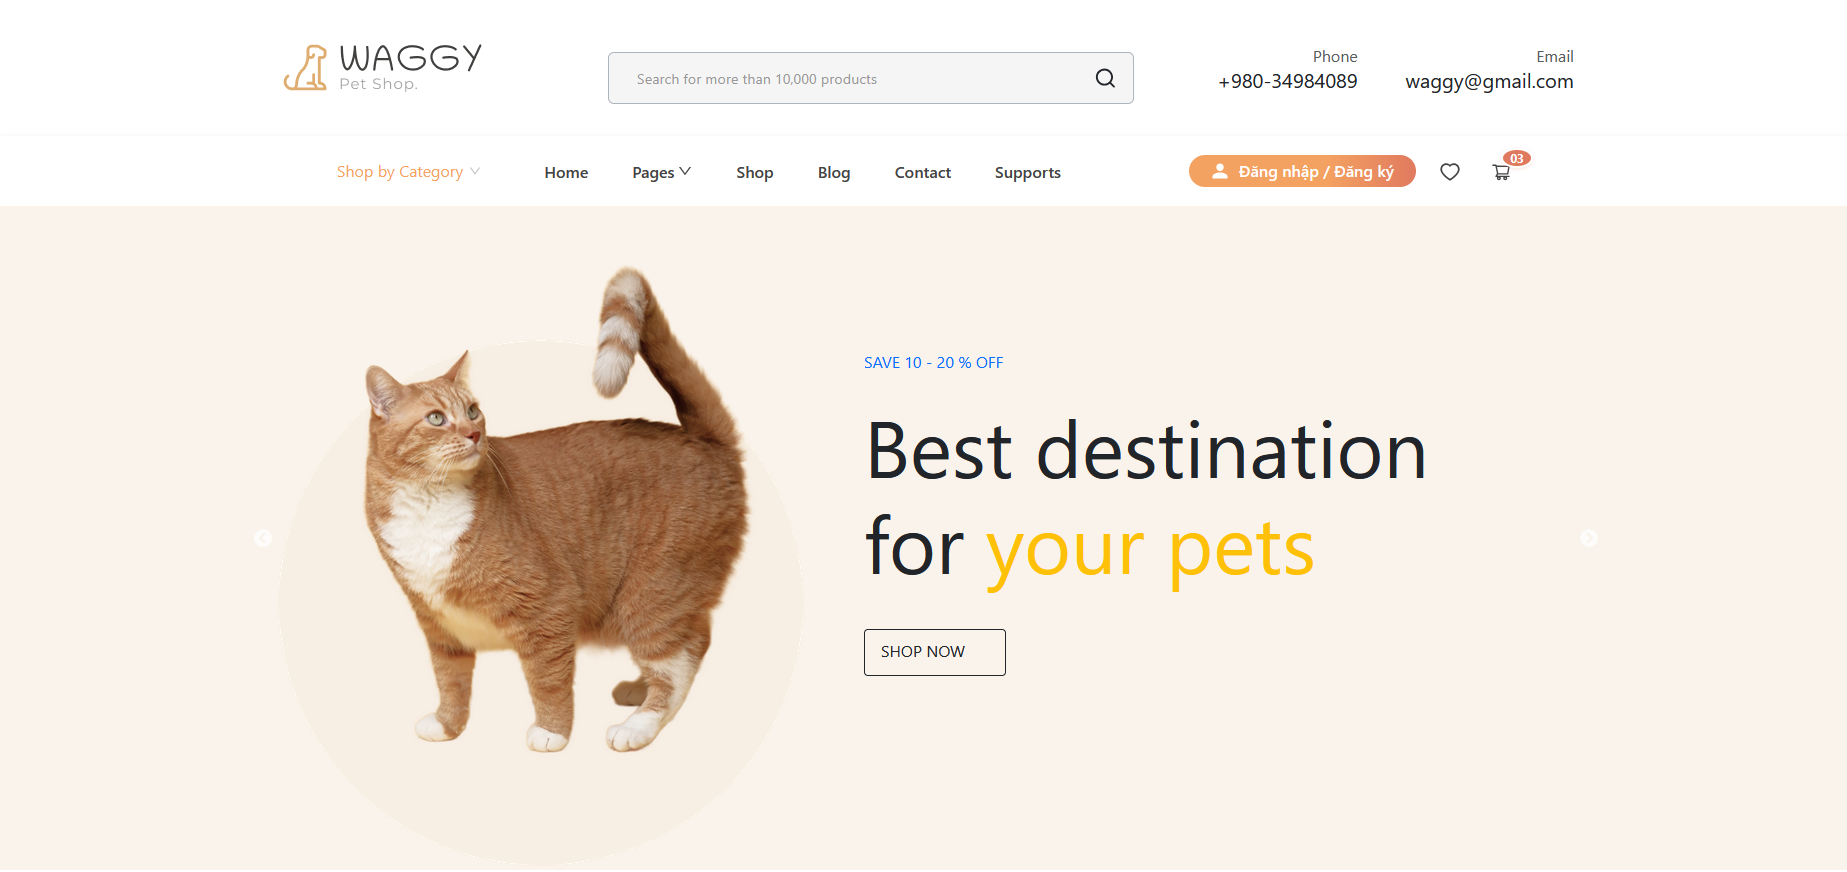 WAGGY
Pet Shop.
Search for more than 10,000 products
Phone
+980-34984089
Email
waggy@gmail.com
Shop by Category
Home
Pages
Shop
Blog
Contact
Supports
Đăng nhập / Đăng ký
03
SAVE 10 - 20 % OFF
Best destination
for your pets
SHOP NOW